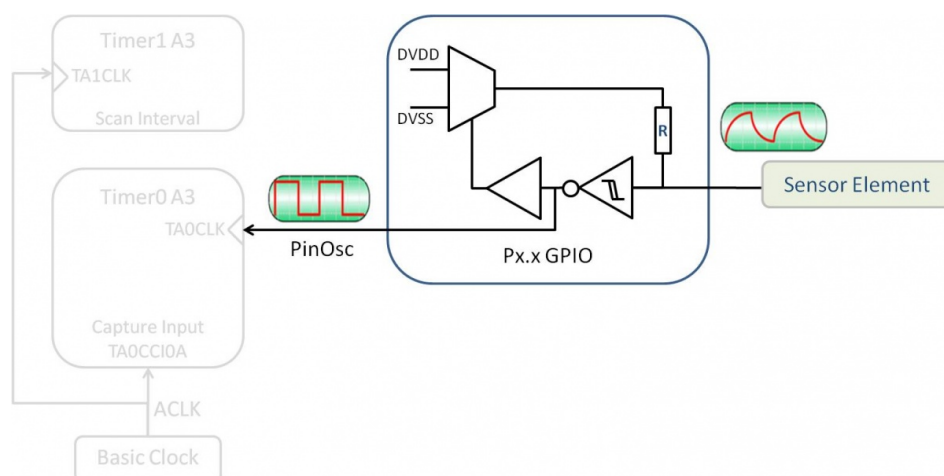 Timer1 A3
TA1CLK
Scan Interval
DVDD
DVSS
R
Sensor Element
Timer0 A3
TA0CLK
PinOsc
Px.x GPIO
Capture Input
TA0CCI0A
ACLK
Basic Clock